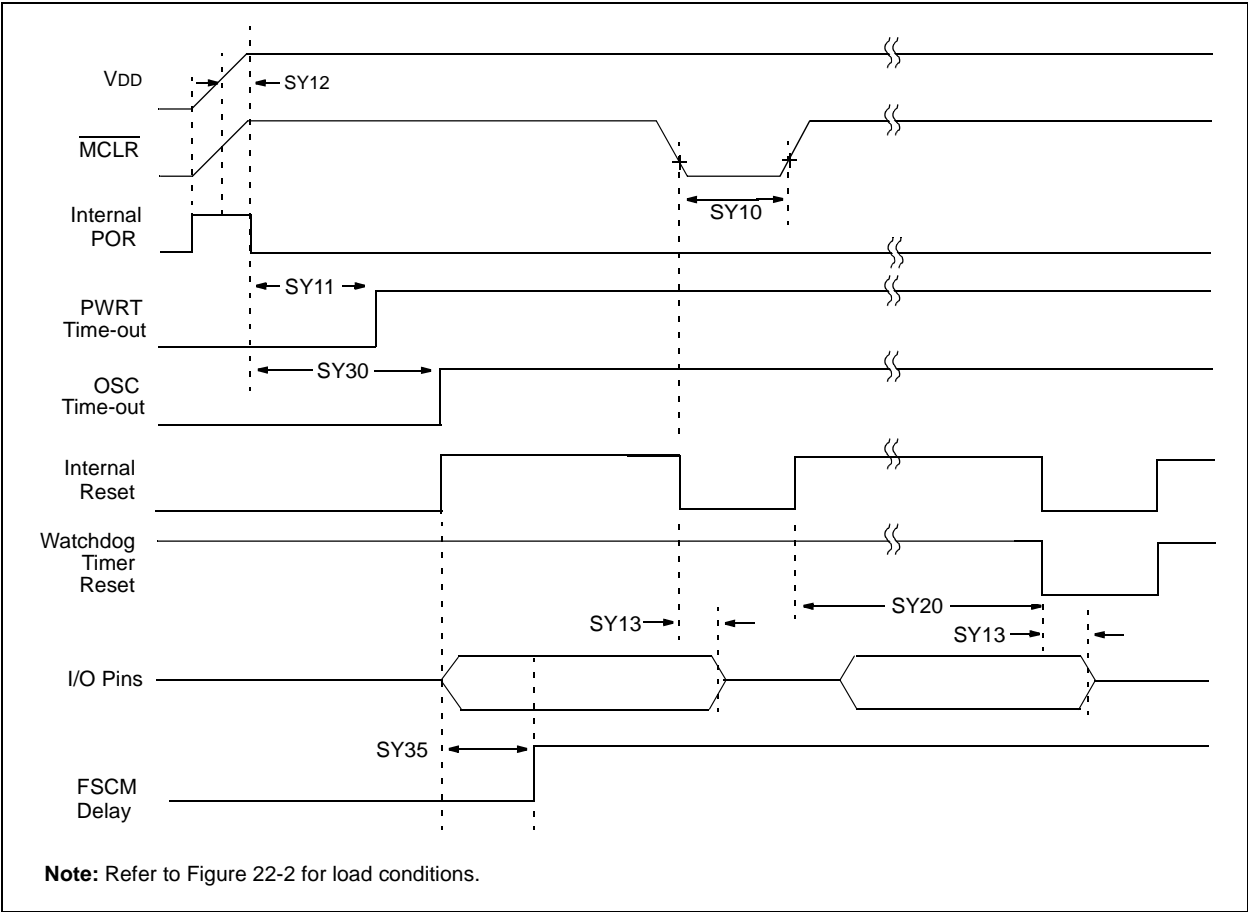 VDD
SY12
MCLR
SY10
Internal
POR
SY11
PWRT
Time-out
SY30
OSC
Time-out
Internal
Reset
Watchdog
Timer
Reset
SY20
SY13
SY13
I/O Pins
SY35
FSCM
Delay
Note: Refer to Figure 22-2 for load conditions.